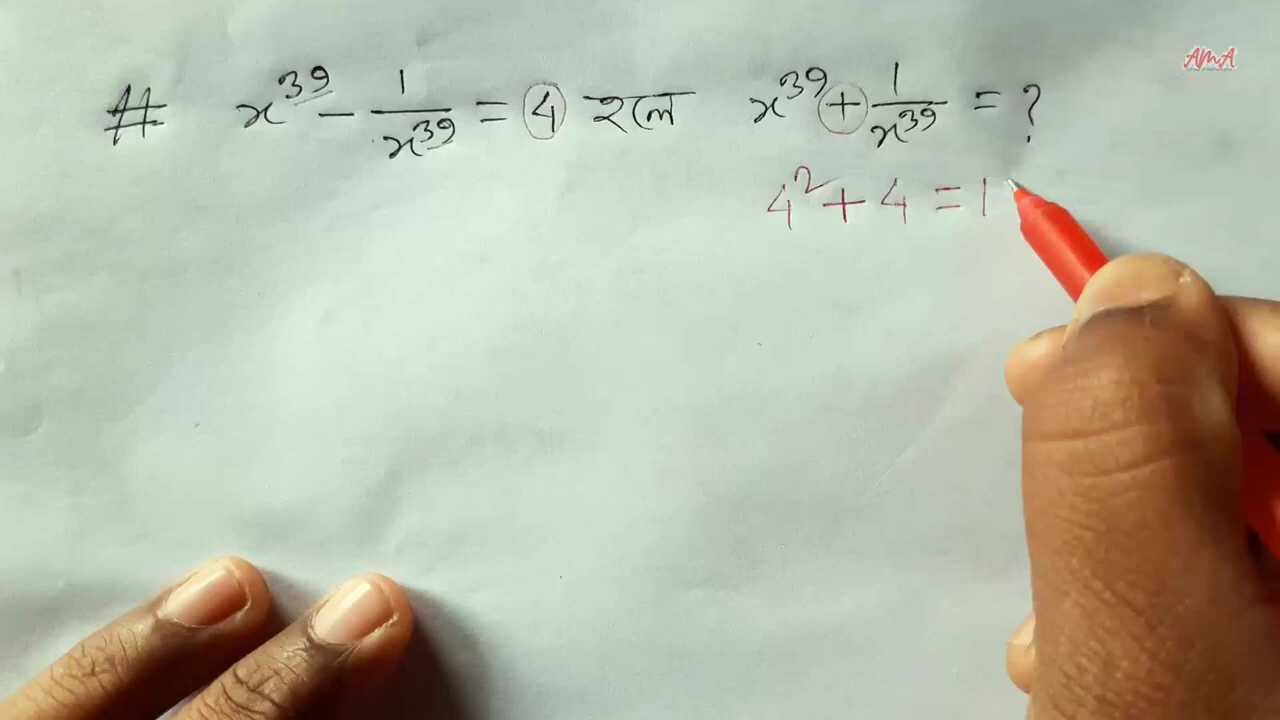 AMA
# x³⁹ - 1/x³⁹ = 4 হলে x³⁹ + 1/x³⁹ = ?
4² + 4 = 1